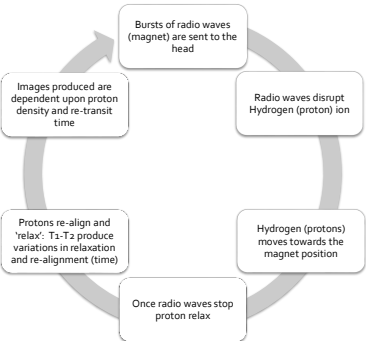 Bursts of radio waves
(magnet) are sent to the
head
Radio waves disrupt
Hydrogen (proton) ion
Hydrogen (protons)
moves towards the
magnet position
Once radio waves stop
proton relax
Protons re-align and
'relax': T1-T2 produce
variations in relaxation
and re-alignment (time)
Images produced are
dependent upon proton
density and re-transit
time